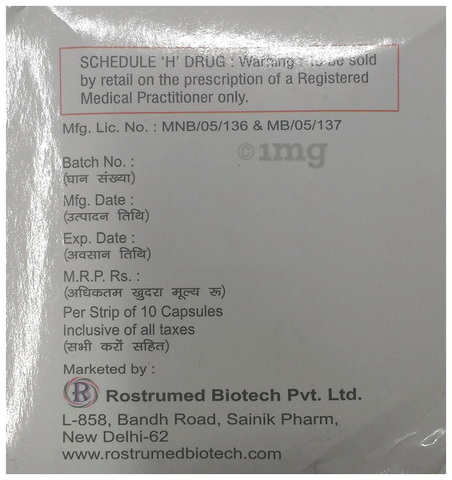 SCHEDULE 'H' DRUG : Warning : To be sold
by retail on the prescription of a Registered
Medical Practitioner only.
Mfg. Lic. No. : MNB/05/136 & MB/05/137
©1mg
Batch No. :
(घान संख्या)
Mfg. Date :
(उत्पादन तिथि)
Exp. Date :
(अवसान तिथि)
M.R.P. Rs. :
(अधिकतम खुदरा मूल्य रू)
Per Strip of 10 Capsules
Inclusive of all taxes
(सभी करों सहित)
Marketed by :
R Rostrumed Biotech Pvt. Ltd.
L-858, Bandh Road, Sainik Pharm,
New Delhi-62
www.rostrumedbiotech.com